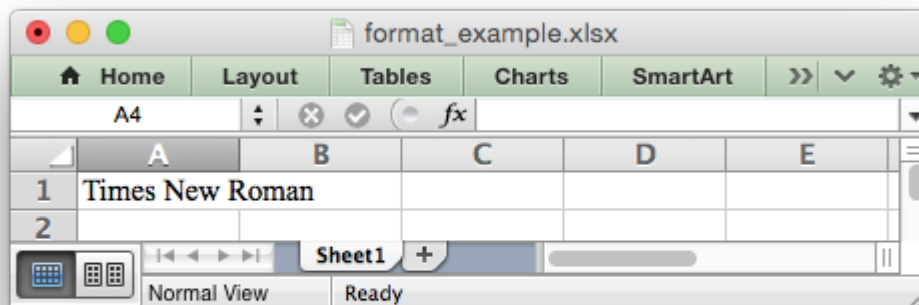 format_example.xlsx
Home Layout Tables Charts SmartArt >>
A4 fx
A B C D E
1 Times New Roman
2
Sheet1 +
Normal View Ready